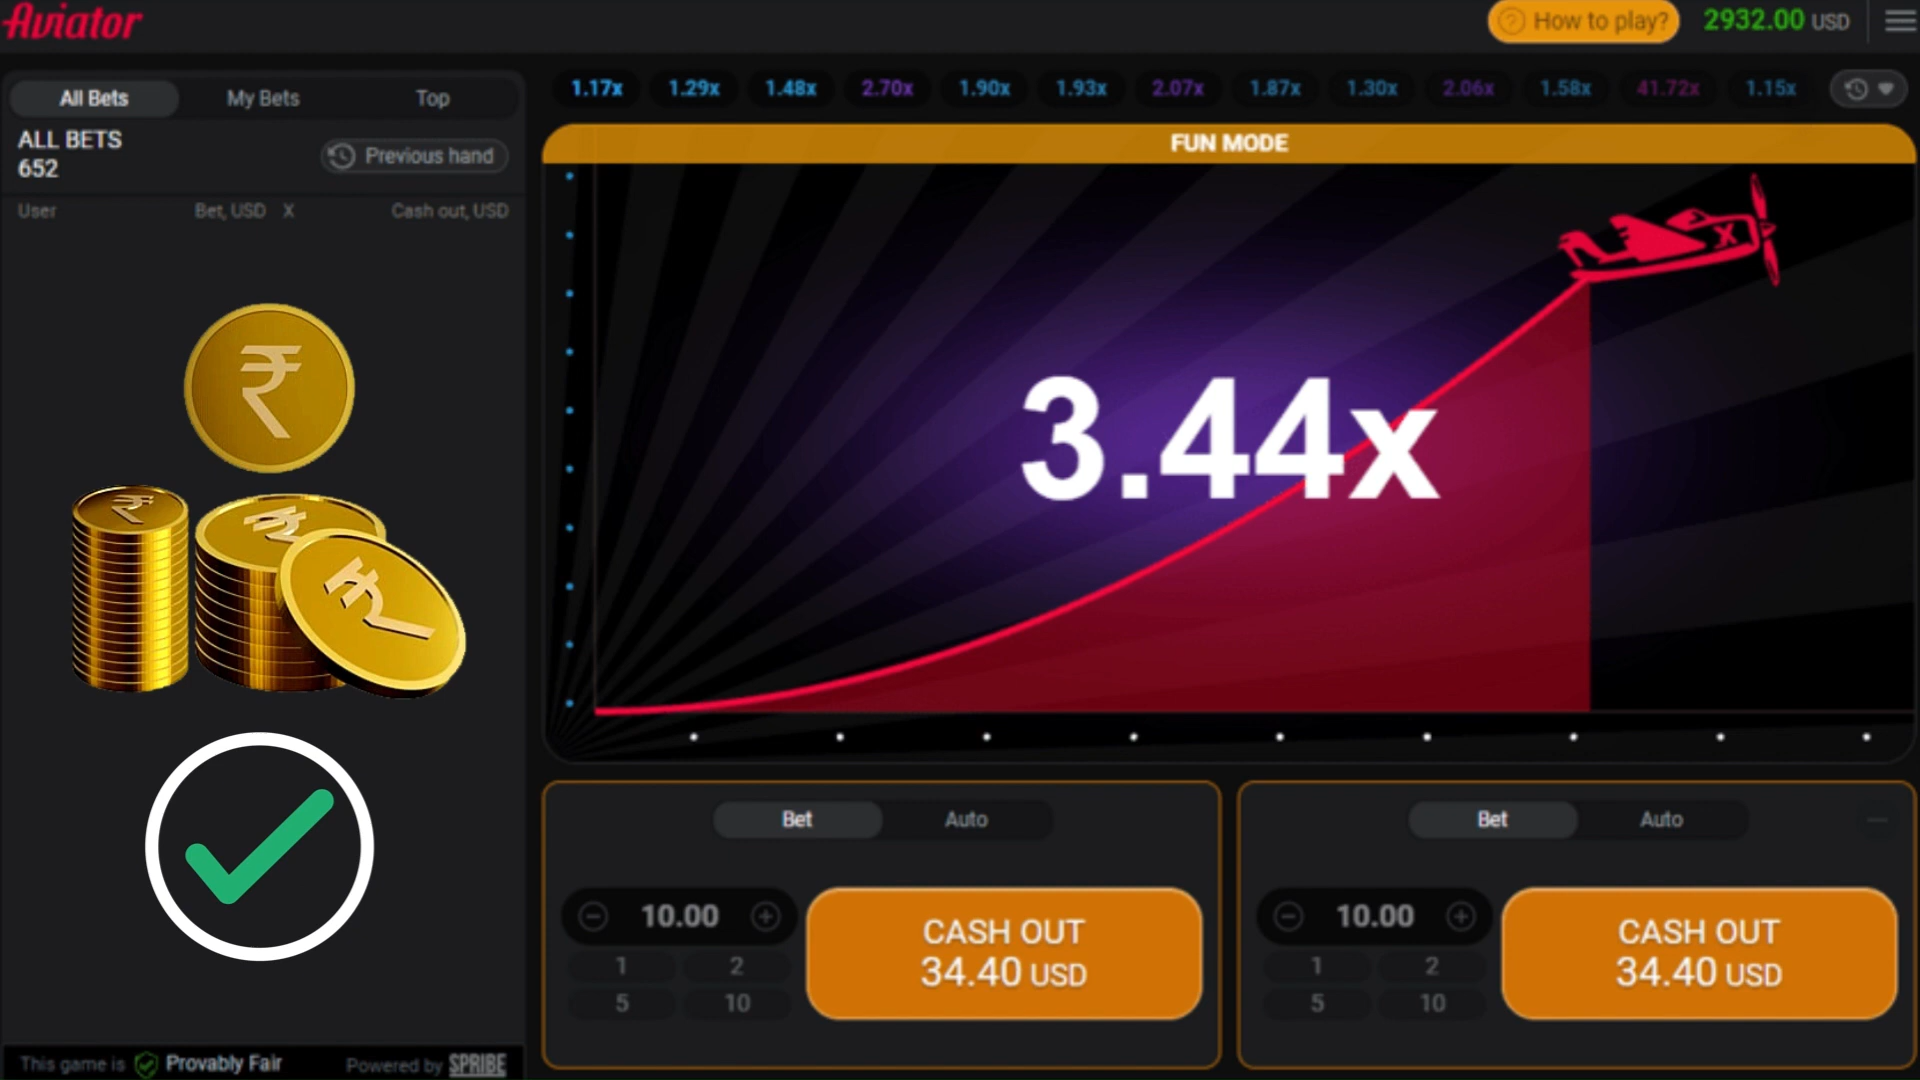 Aviator
How to play? 2932.00 USD
All Bets My Bets Top
1.17x 1.29x 1.48x 2.70x 1.90x 1.93x 2.07x 1.87x 1.30x 2.06x 1.58x 41.72x 1.15x
ALL BETS
652
Previous hand
User Bet, USD X Cash out, USD
FUN MODE
₹
₹
₹
₹
X
3.44x
Bet Auto
10.00
1 2
5 10
CASH OUT
34.40 USD
Bet Auto
10.00
1 2
5 10
CASH OUT
34.40 USD
This game is Provably Fair Powered by SPRIBE